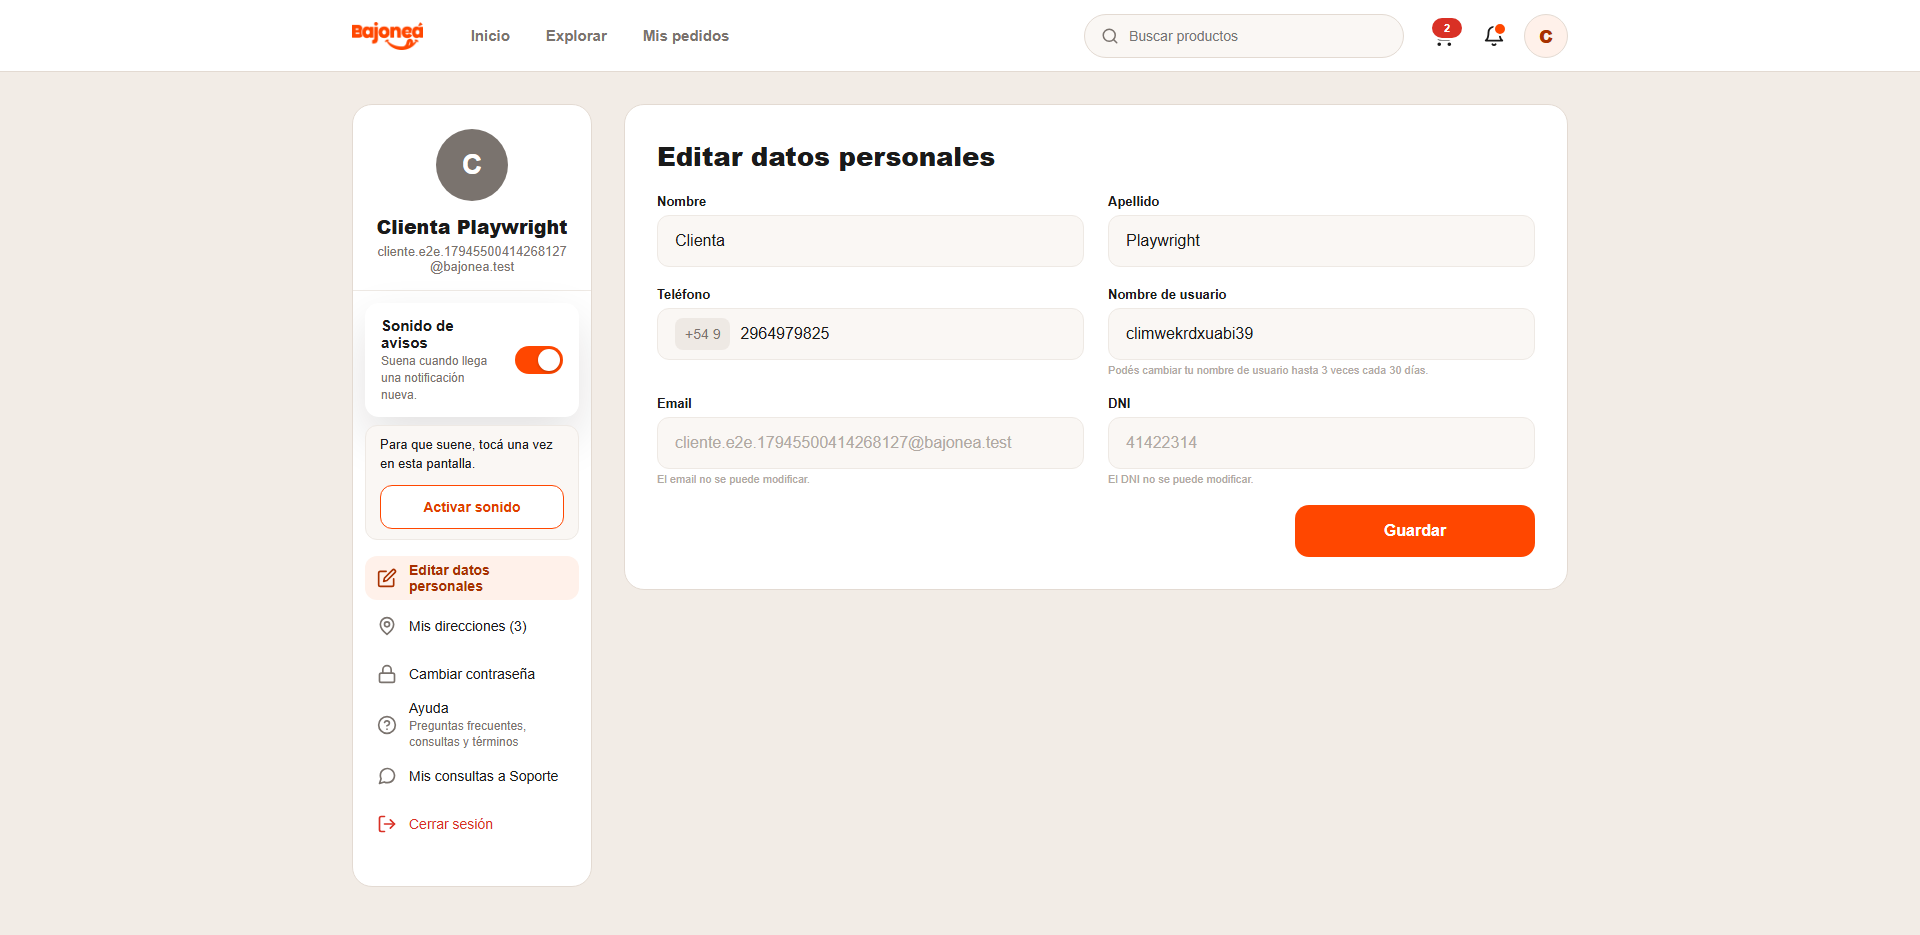 Bajoneá
Inicio
Explorar
Mis pedidos
Buscar productos
2
C
C
Clienta Playwright
cliente.e2e.17945500414268127
@bajonea.test
Sonido de
avisos
Suena cuando llega
una notificación
nueva.
Para que suene, tocá una vez
en esta pantalla.
Activar sonido
Editar datos
personales
Mis direcciones (3)
Cambiar contraseña
Ayuda
Preguntas frecuentes,
consultas y términos
Mis consultas a Soporte
Cerrar sesión
Editar datos personales
Nombre
Clienta
Apellido
Playwright
Teléfono
+54 9
2964979825
Nombre de usuario
climwekrdxuabi39
Podés cambiar tu nombre de usuario hasta 3 veces cada 30 días.
Email
cliente.e2e.17945500414268127@bajonea.test
El email no se puede modificar.
DNI
41422314
El DNI no se puede modificar.
Guardar